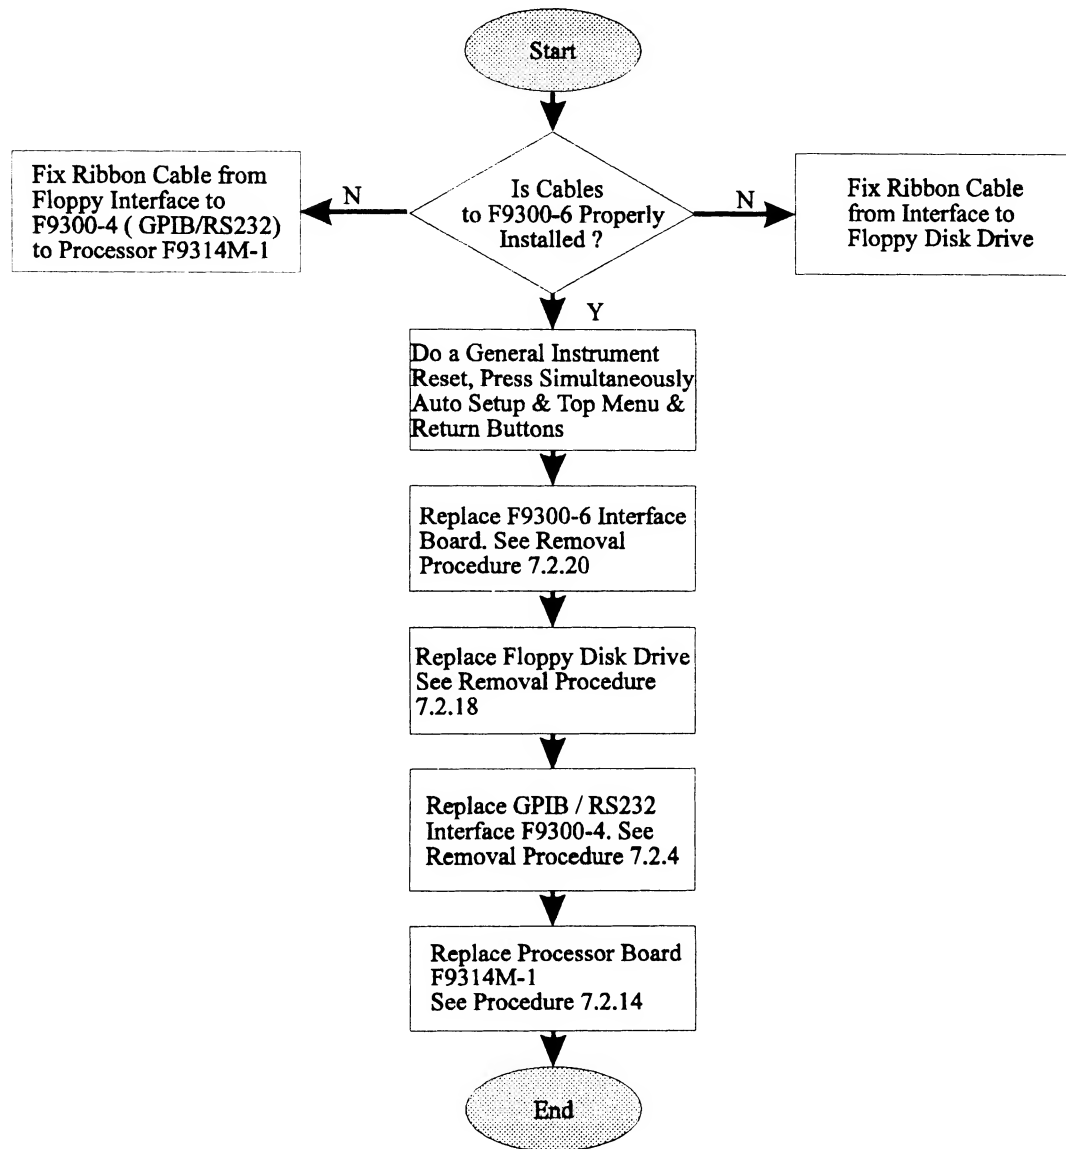 Start
Is Cables
to F9300-6 Properly
Installed ?
N
Fix Ribbon Cable from
Floppy Interface to
F9300-4 ( GPIB/RS232)
to Processor F9314M-1
N
Fix Ribbon Cable
from Interface to
Floppy Disk Drive
Y
Do a General Instrument
Reset, Press Simultaneously
Auto Setup & Top Menu &
Return Buttons
Replace F9300-6 Interface
Board. See Removal
Procedure 7.2.20
Replace Floppy Disk Drive
See Removal Procedure
7.2.18
Replace GPIB / RS232
Interface F9300-4. See
Removal Procedure 7.2.4
Replace Processor Board
F9314M-1
See Procedure 7.2.14
End